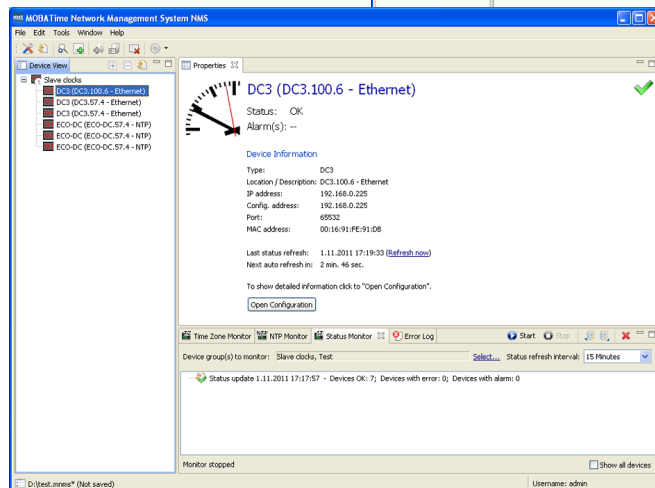 MOBATime Network Management System NMS
File Edit Tools Window Help
Device View
Properties
Slave clocks
DC3 (DC3.100.6 - Ethernet)
DC3 (DC3.57.4 - Ethernet)
DC3 (DC3.57.4 - Ethernet)
ECO-DC (ECO-DC.57.4 - NTP)
ECO-DC (ECO-DC.57.4 - NTP)
ECO-DC (ECO-DC.57.4 - NTP)
DC3 (DC3.100.6 - Ethernet)
Status: OK
Alarm(s): --
Device Information
Type: DC3
Location / Description: DC3.100.6 - Ethernet
IP address: 192.168.0.225
Config. address: 192.168.0.225
Port: 65532
MAC address: 00:16:91:FE:91:DB
Last status refresh: 1.11.2011 17:19:33 (Refresh now)
Next auto refresh in: 2 min. 46 sec.
To show detailed information click to "Open Configuration".
Open Configuration
Time Zone Monitor NTP Monitor Status Monitor Error Log Start Stop
Device group(s) to monitor: Slave clocks, Test Select... Status refresh interval: 15 Minutes
Status update 1.11.2011 17:17:57 - Devices OK: 7; Devices with error: 0; Devices with alarm: 0
Monitor stopped Show all devices
D:\test.mnms* (Not saved) Username: admin